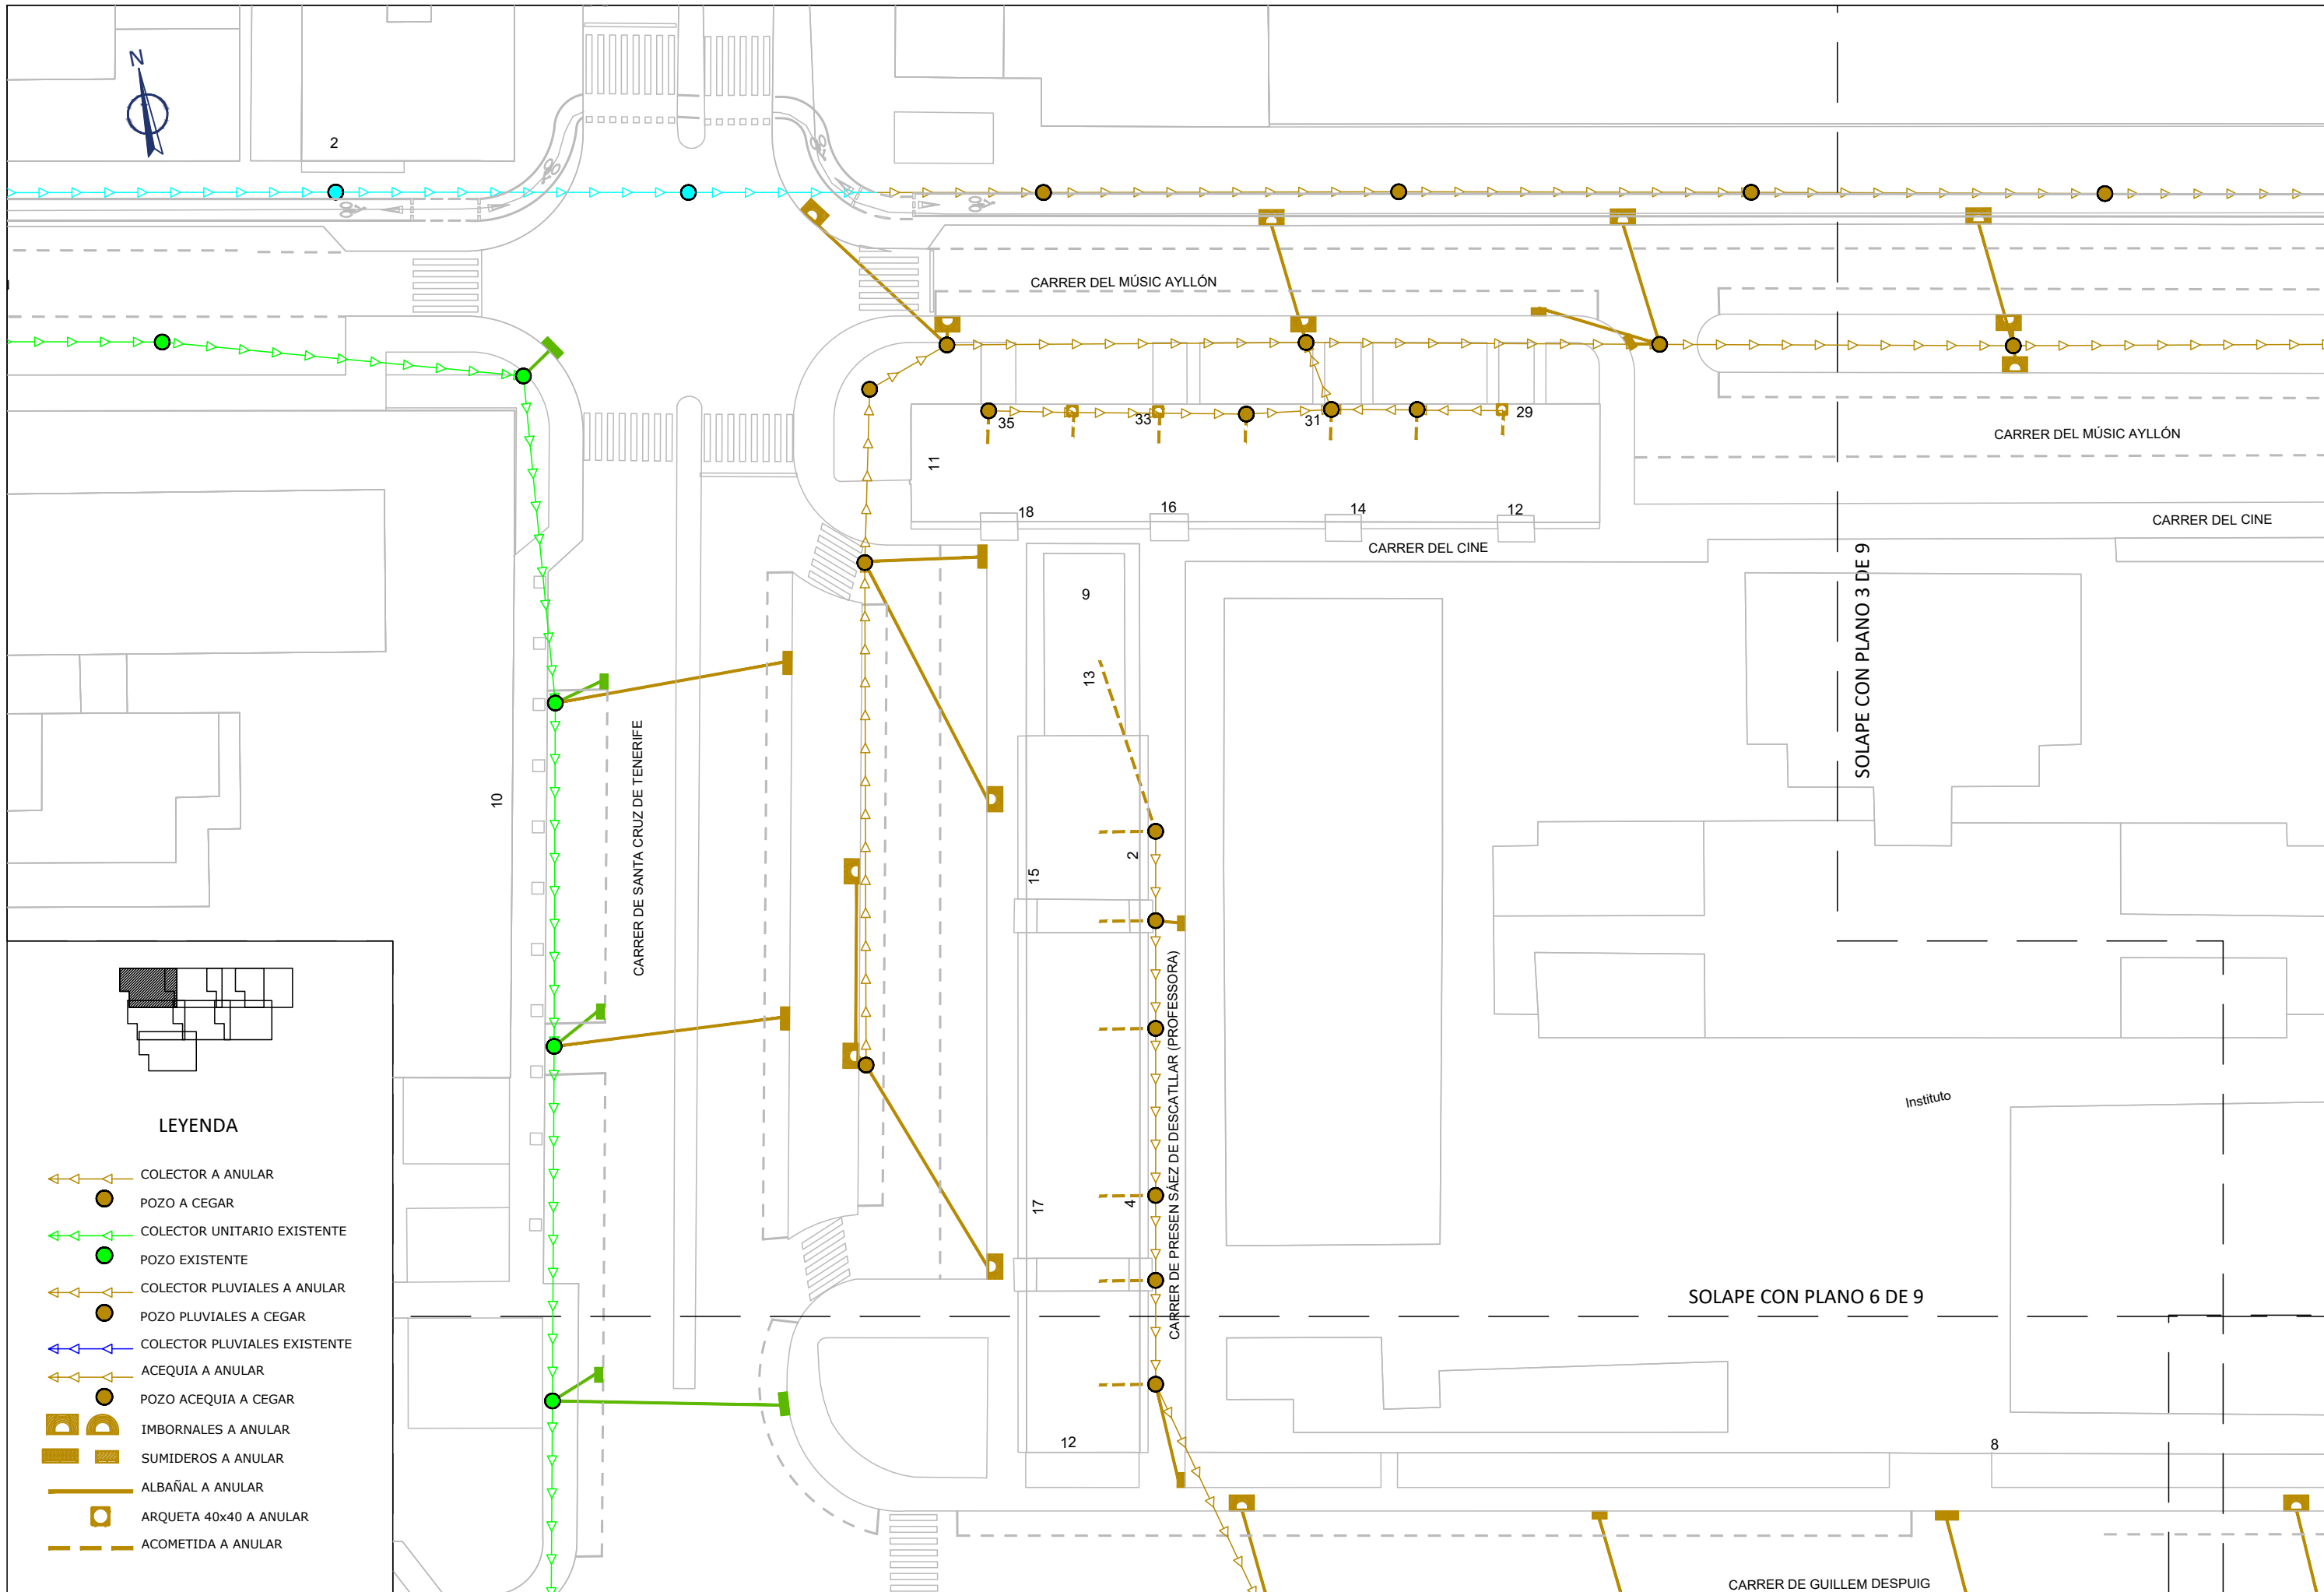 N
2
CARRER DEL MÚSIC AYLLÓN
35
33
31
29
CARRER DEL MÚSIC AYLLÓN
11
18
16
14
12
CARRER DEL CINE
CARRER DEL CINE
9
13
SOLAPE CON PLANO 3 DE 9
10
CARRER DE SANTA CRUZ DE TENERIFE
15
2
CARRER DE PRESEN SÁEZ DE DESCATLLAR (PROFESSORA)
17
4
Instituto
SOLAPE CON PLANO 6 DE 9
12
8
CARRER DE GUILLEM DESPUIG
LEYENDA
COLECTOR A ANULAR
POZO A CEGAR
COLECTOR UNITARIO EXISTENTE
POZO EXISTENTE
COLECTOR PLUVIALES A ANULAR
POZO PLUVIALES A CEGAR
COLECTOR PLUVIALES EXISTENTE
ACEQUIA A ANULAR
POZO ACEQUIA A CEGAR
IMBORNALES A ANULAR
SUMIDEROS A ANULAR
ALBAÑAL A ANULAR
ARQUETA 40x40 A ANULAR
ACOMETIDA A ANULAR